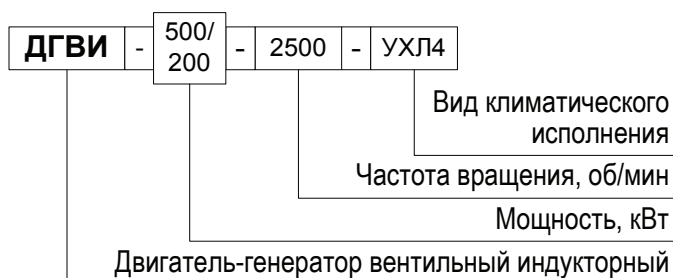 ДГВИ - 500/ - 2500 - УХЛ4
200
Вид климатического
исполнения
Частота вращения, об/мин
Мощность, кВт
Двигатель-генератор вентильный индукторный